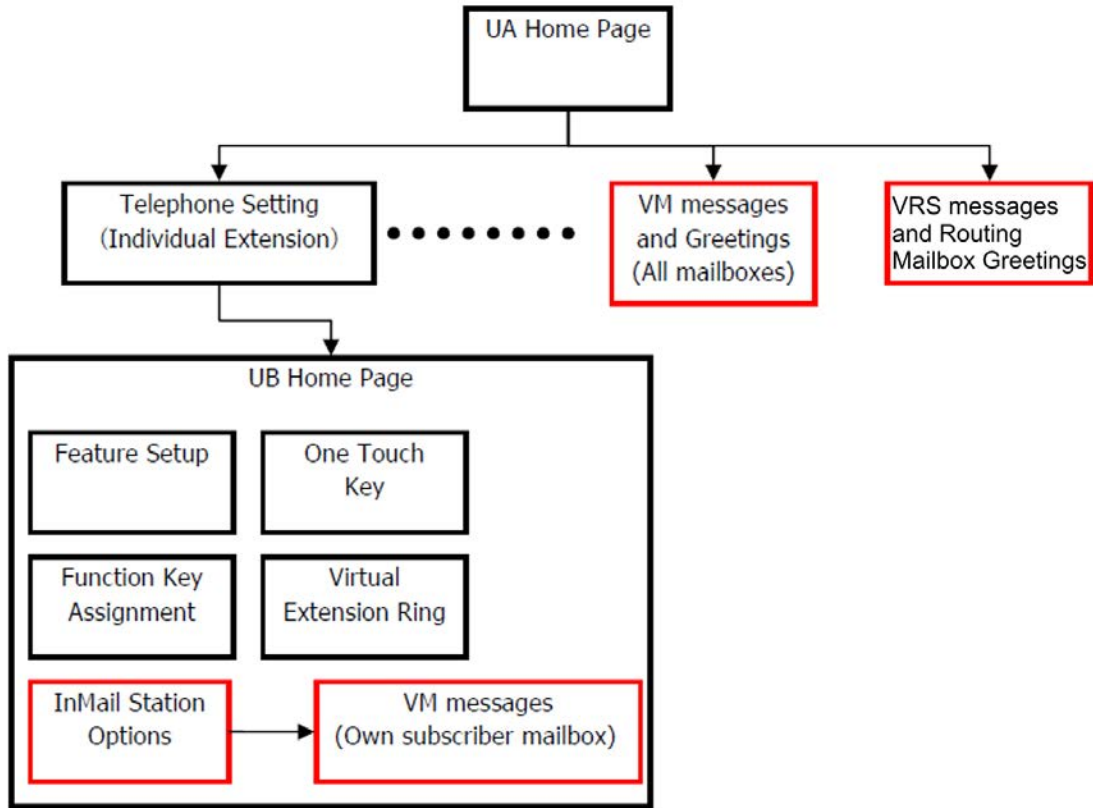 UA Home Page
Telephone Setting
(Individual Extension)
VM messages
and Greetings
(All mailboxes)
VRS messages
and Routing
Mailbox Greetings
UB Home Page
Feature Setup
One Touch
Key
Function Key
Assignment
Virtual
Extension Ring
InMail Station
Options
VM messages
(Own subscriber mailbox)